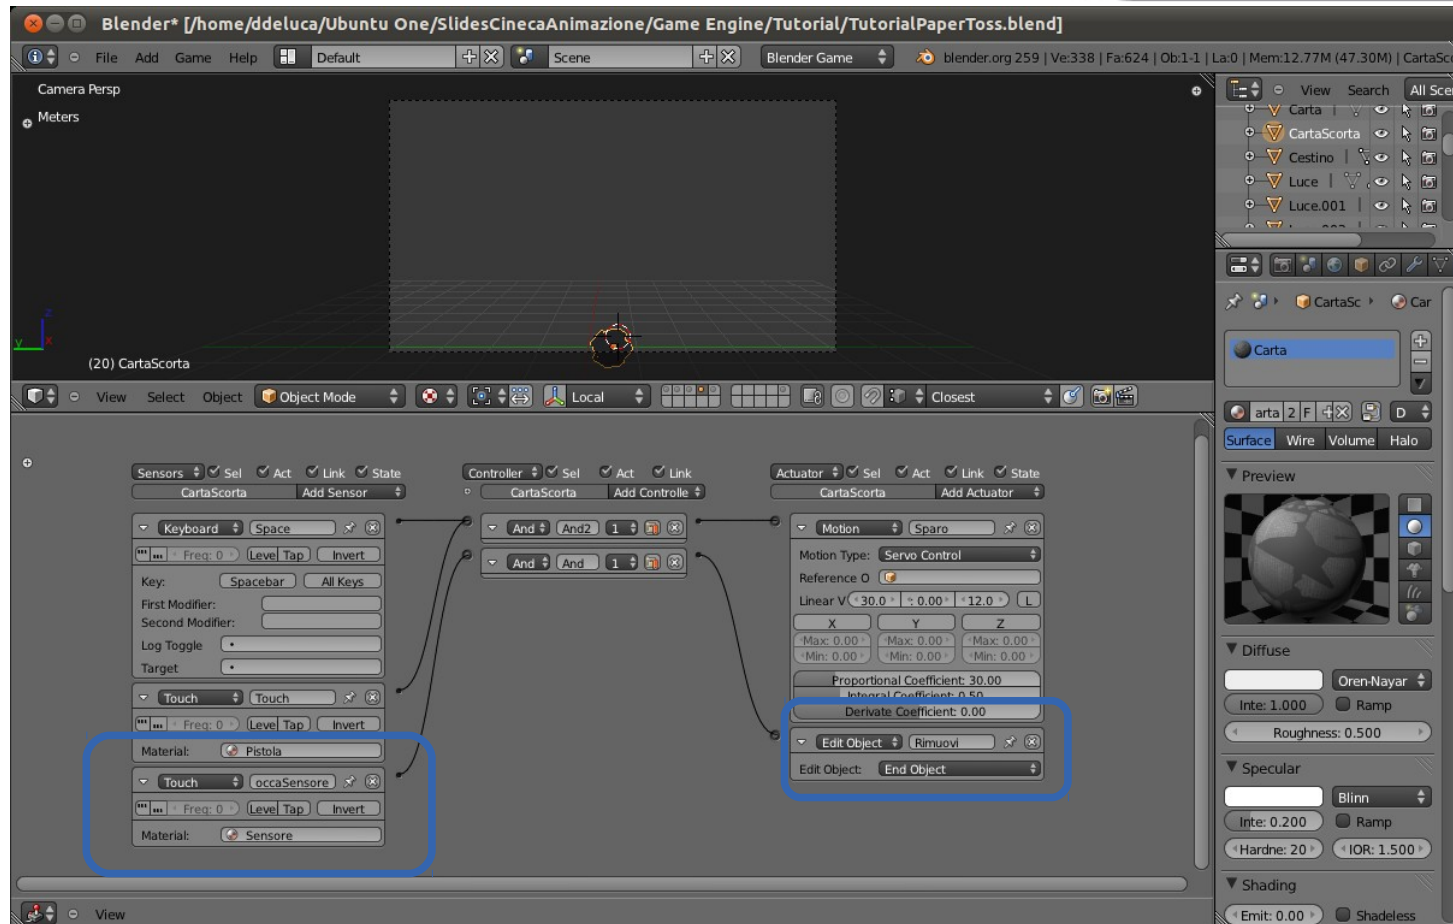 Blender* [/home/ddeluca/Ubuntu One/SlidesCinecaAnimazione/Game Engine/Tutorial/TutorialPaperToss.blend]
File Add Game Help Default Scene Blender Game blender.org 259 | Ve:338 | Fa:624 | Ob:1-1 | La:0 | Mem:12.77M (47.30M) | CartaSc
Camera Persp
Meters
z
y x
(20) CartaScorta
View Select Object Object Mode Local Closest
View Search All Sce
Carta
CartaScorta
Cestino
Luce
Luce.001
CartaSc Car
Carta
arta 2 F D
Surface Wire Volume Halo
Preview
Diffuse
Oren-Nayar
Inte: 1.000 Ramp
Roughness: 0.500
Specular
Blinn
Inte: 0.200 Ramp
Hardne: 20 IOR: 1.500
Shading
Emit: 0.00 Shadeless
Sensors Sel Act Link State
CartaScorta Add Sensor
Keyboard Space
Freq: 0 Level Tap Invert
Key: Spacebar All Keys
First Modifier:
Second Modifier:
Log Toggle
Target
Touch Touch
Freq: 0 Level Tap Invert
Material: Pistola
Touch occaSensore
Freq: 0 Level Tap Invert
Material: Sensore
Controller Sel Act Link
CartaScorta Add Controlle
And And2 1
And And 1
Actuator Sel Act Link State
CartaScorta Add Actuator
Motion Sparo
Motion Type: Servo Control
Reference O
Linear V 30.0 : 0.00 12.0 L
X Y Z
Max: 0.00 Max: 0.00 Max: 0.00
Min: 0.00 Min: 0.00 Min: 0.00
Proportional Coefficient: 30.00
Integral Coefficient: 0.50
Derivate Coefficient: 0.00
Edit Object Rimuovi
Edit Object: End Object
View